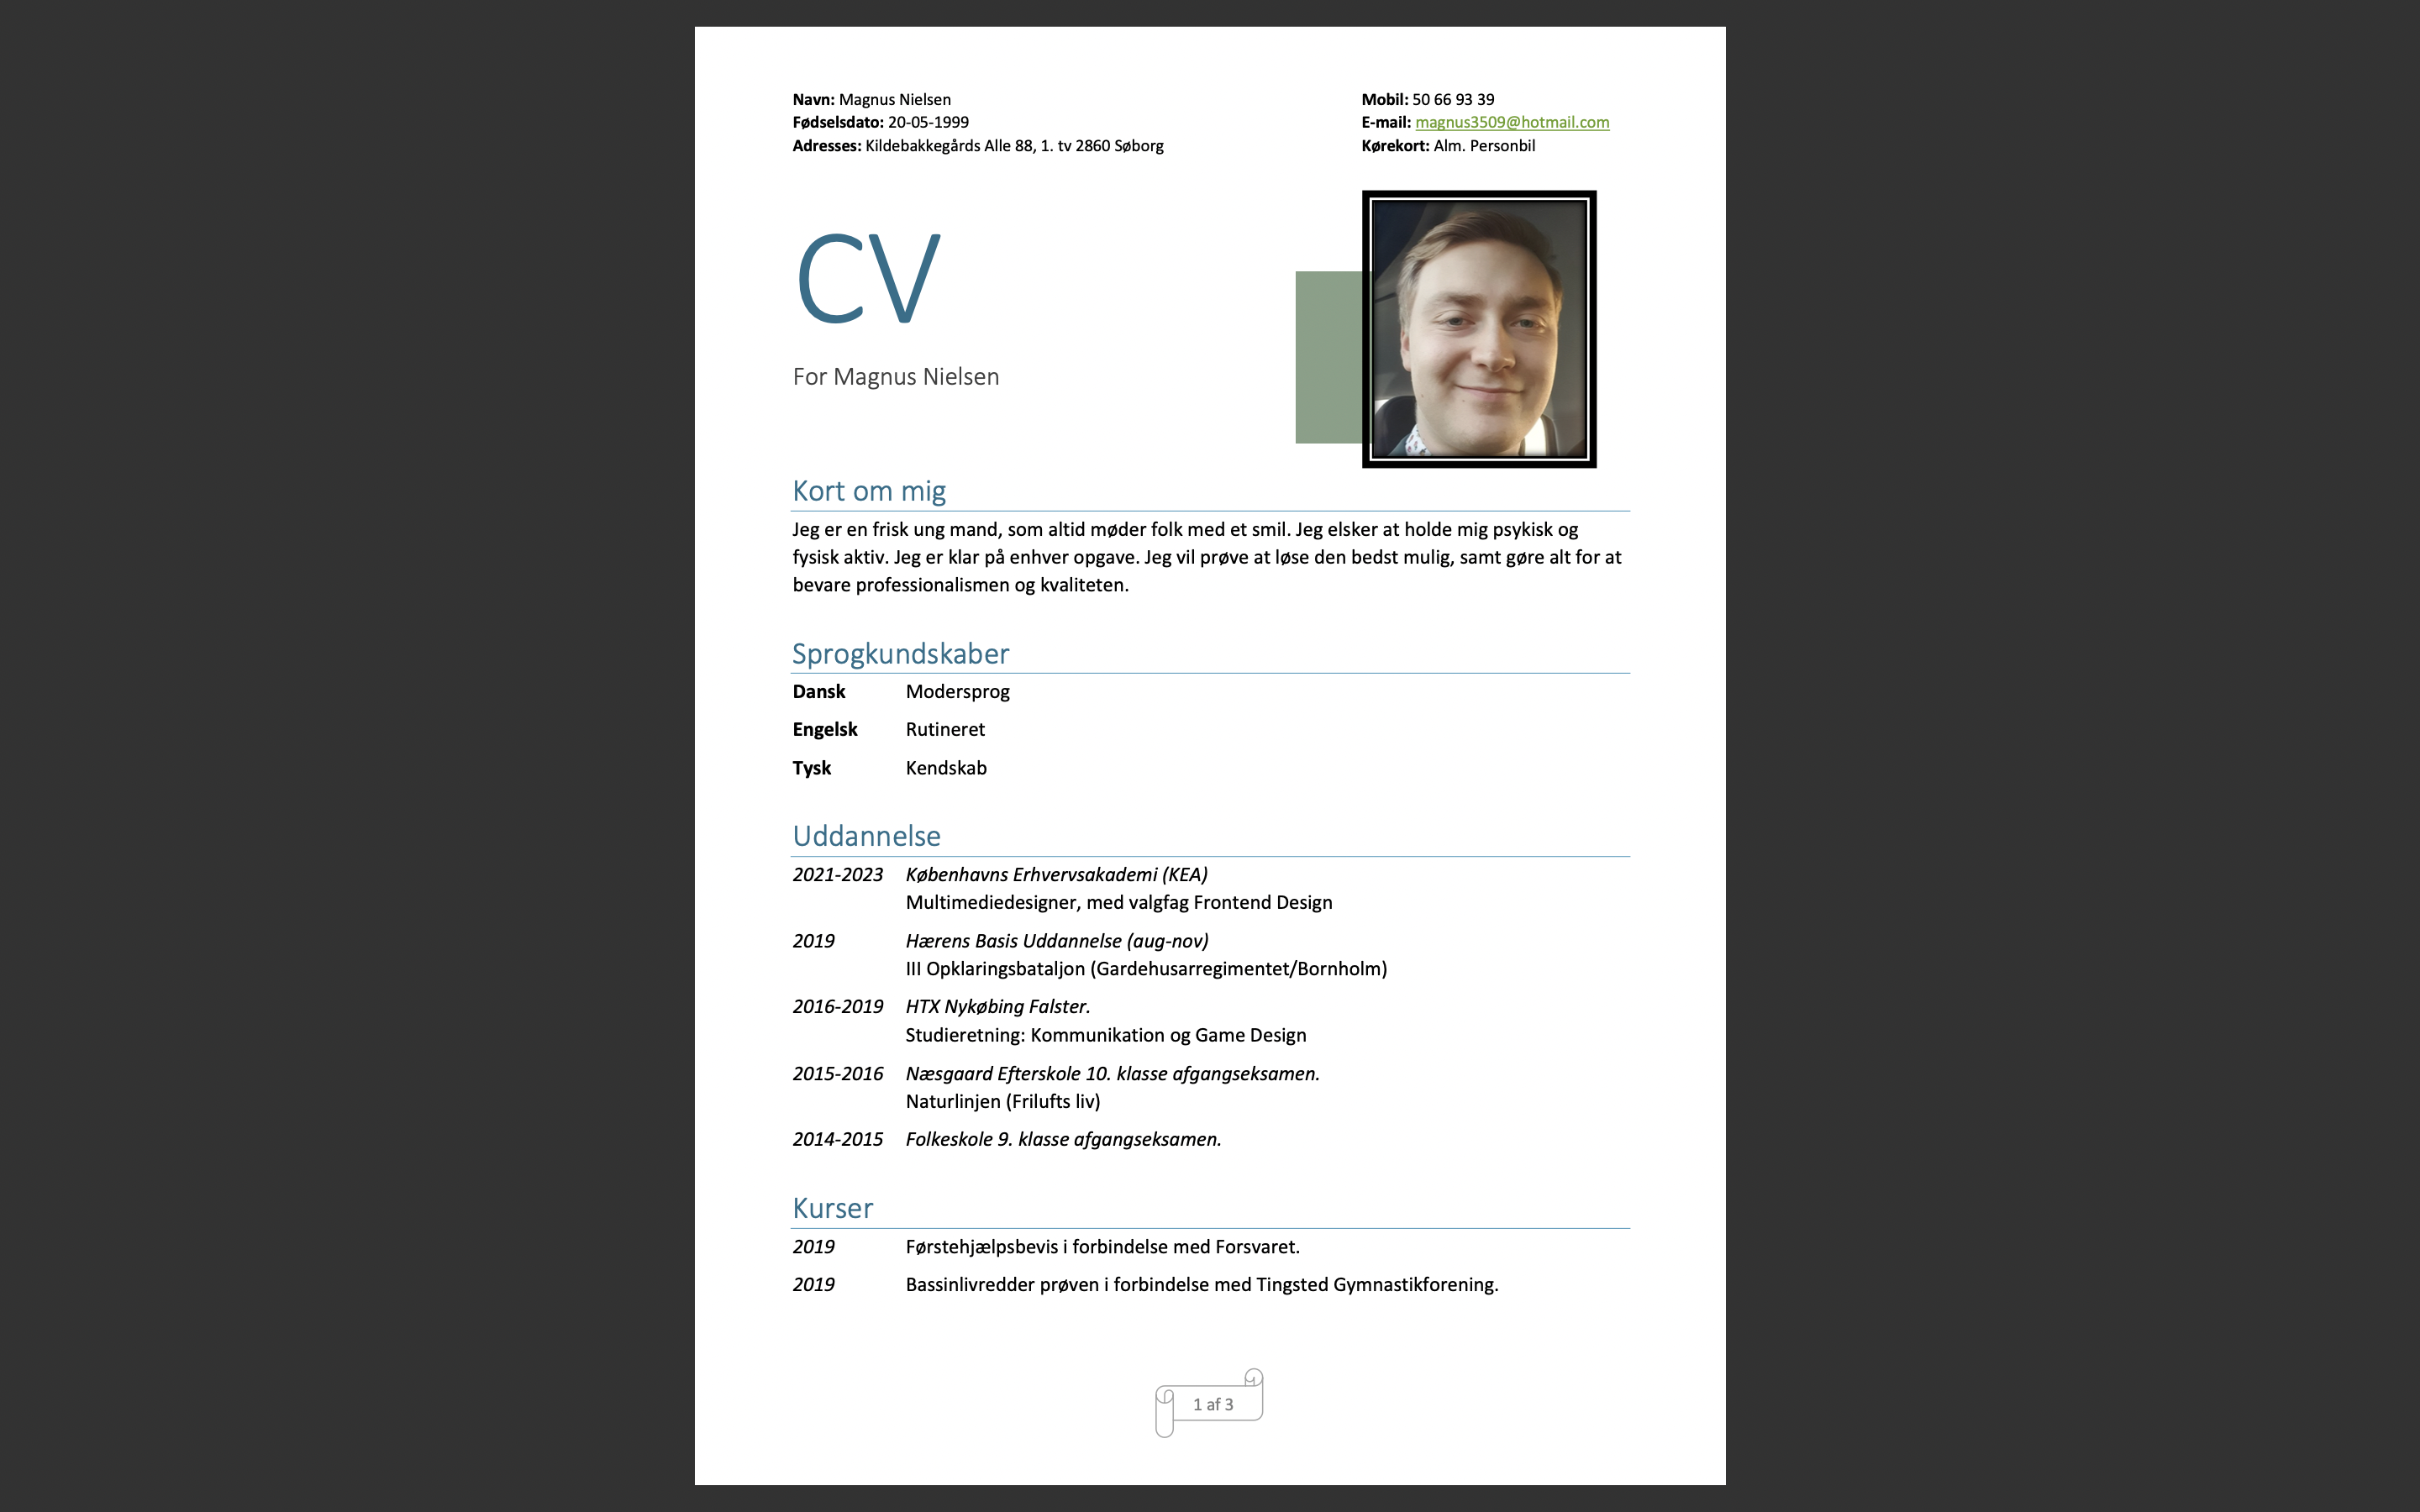 Navn: Magnus Nielsen
Fødselsdato: 20-05-1999
Adresses: Kildebakkegårds Alle 88, 1. tv 2860 Søborg
Mobil: 50 66 93 39
E-mail: magnus3509@hotmail.com
Kørekort: Alm. Personbil
CV
For Magnus Nielsen
Kort om mig
Jeg er en frisk ung mand, som altid møder folk med et smil. Jeg elsker at holde mig psykisk og
fysisk aktiv. Jeg er klar på enhver opgave. Jeg vil prøve at løse den bedst mulig, samt gøre alt for at
bevare professionalismen og kvaliteten.
Sprogkundskaber
Dansk Modersprog
Engelsk Rutineret
Tysk Kendskab
Uddannelse
2021-2023 Københavns Erhvervsakademi (KEA)
Multimediedesigner, med valgfag Frontend Design
2019 Hærens Basis Uddannelse (aug-nov)
III Opklaringsbataljon (Gardehusarregimentet/Bornholm)
2016-2019 HTX Nykøbing Falster.
Studieretning: Kommunikation og Game Design
2015-2016 Næsgaard Efterskole 10. klasse afgangseksamen.
Naturlinjen (Frilufts liv)
2014-2015 Folkeskole 9. klasse afgangseksamen.
Kurser
2019 Førstehjælpsbevis i forbindelse med Forsvaret.
2019 Bassinlivredder prøven i forbindelse med Tingsted Gymnastikforening.
1 af 3